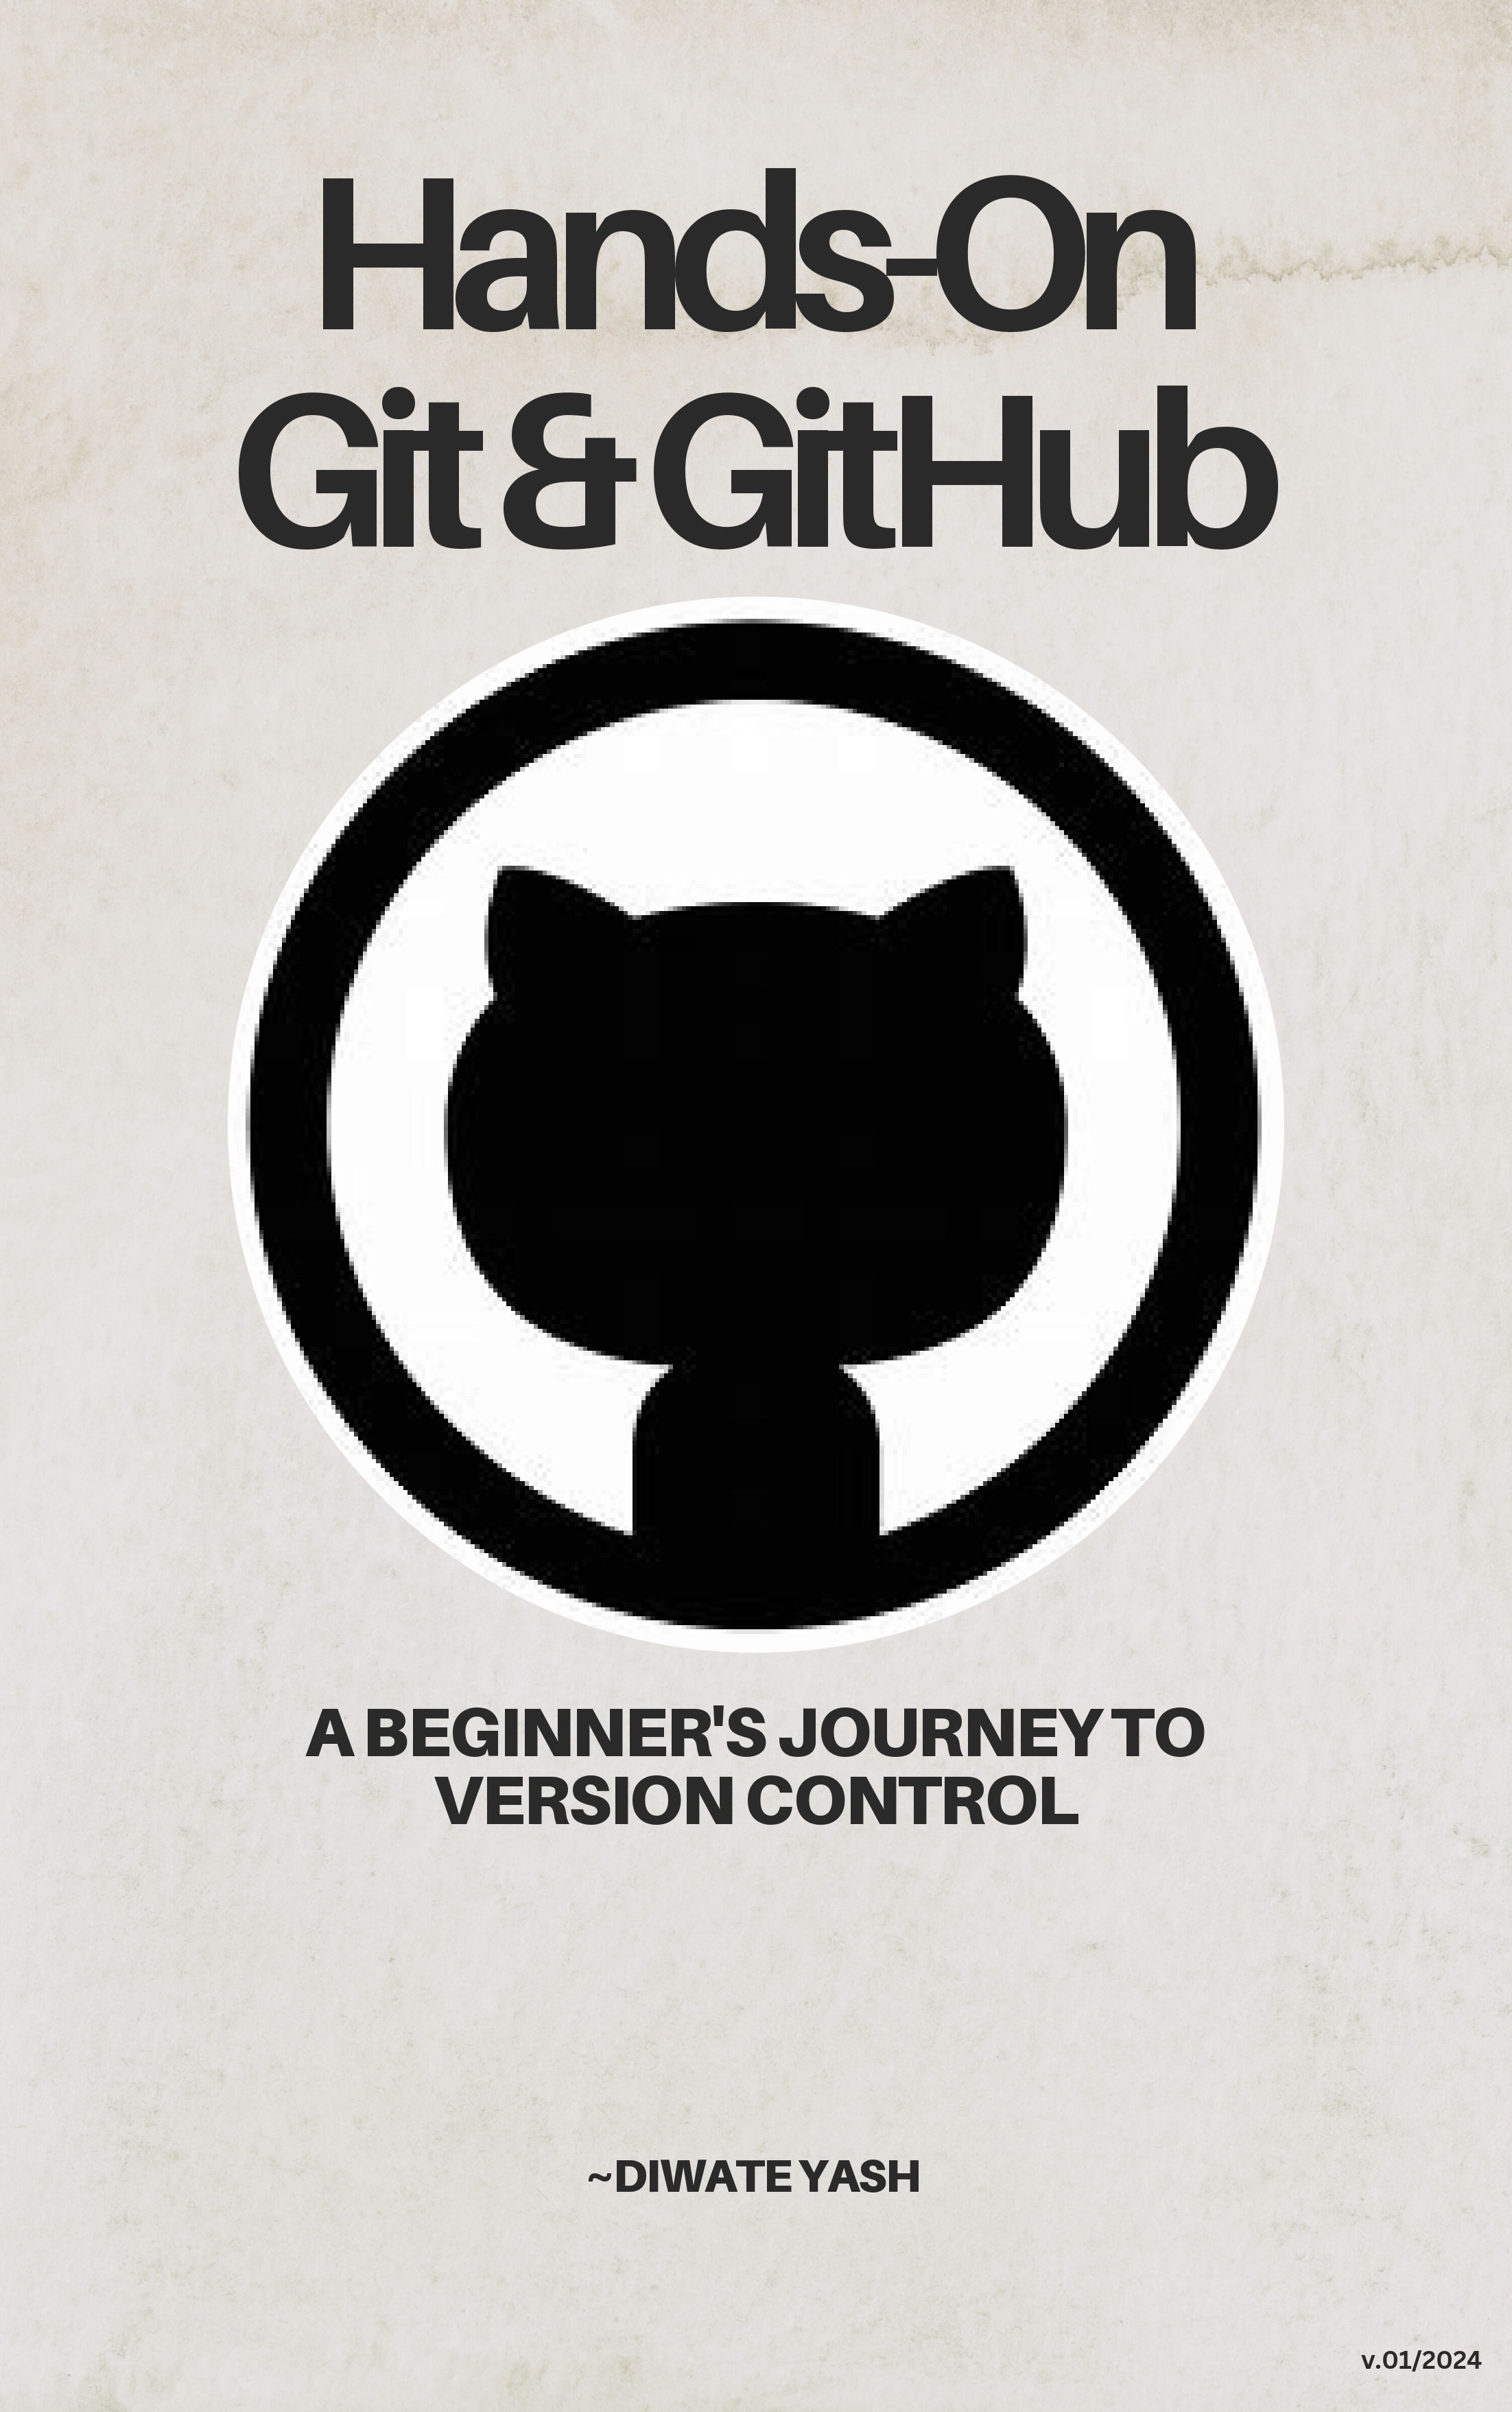 Hands-On
Git & GitHub
A BEGINNER'S JOURNEY TO
VERSION CONTROL
~DIWATE YASH
v.01/2024